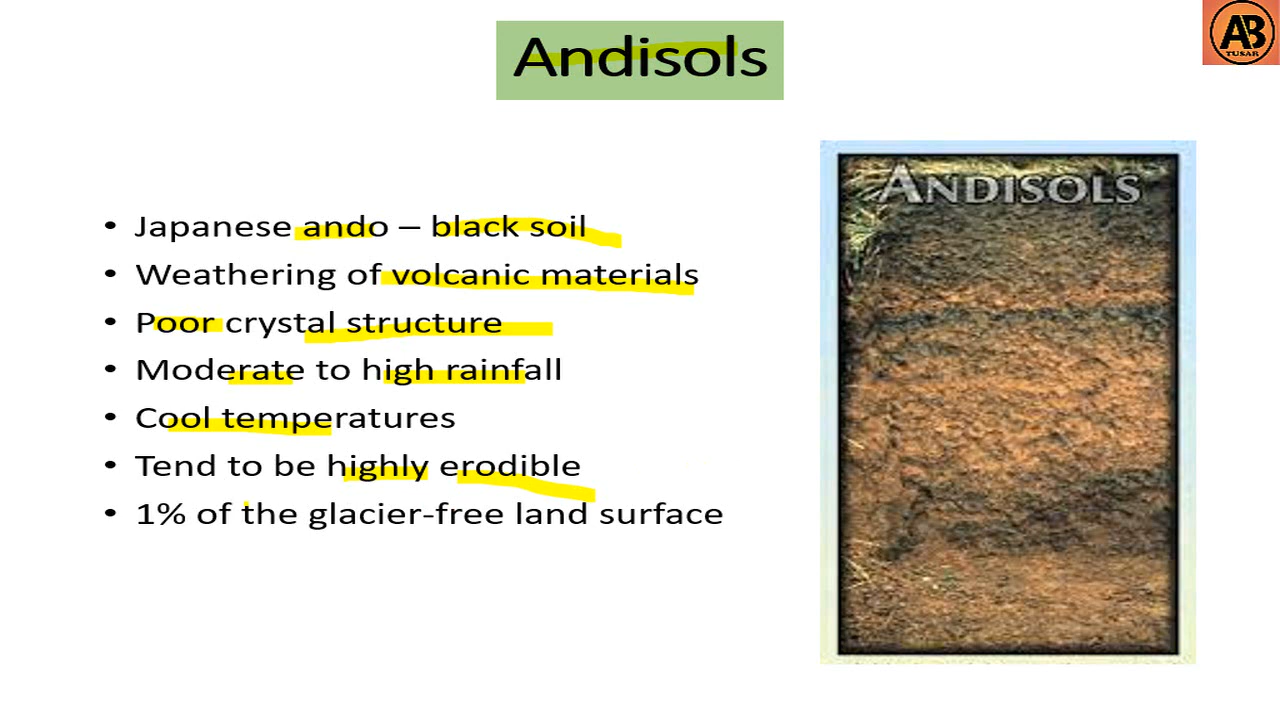 Andisols
AB
TUSAR
• Japanese ando – black soil
• Weathering of volcanic materials
• Poor crystal structure
• Moderate to high rainfall
• Cool temperatures
• Tend to be highly erodible
• 1% of the glacier-free land surface
ANDISOLS